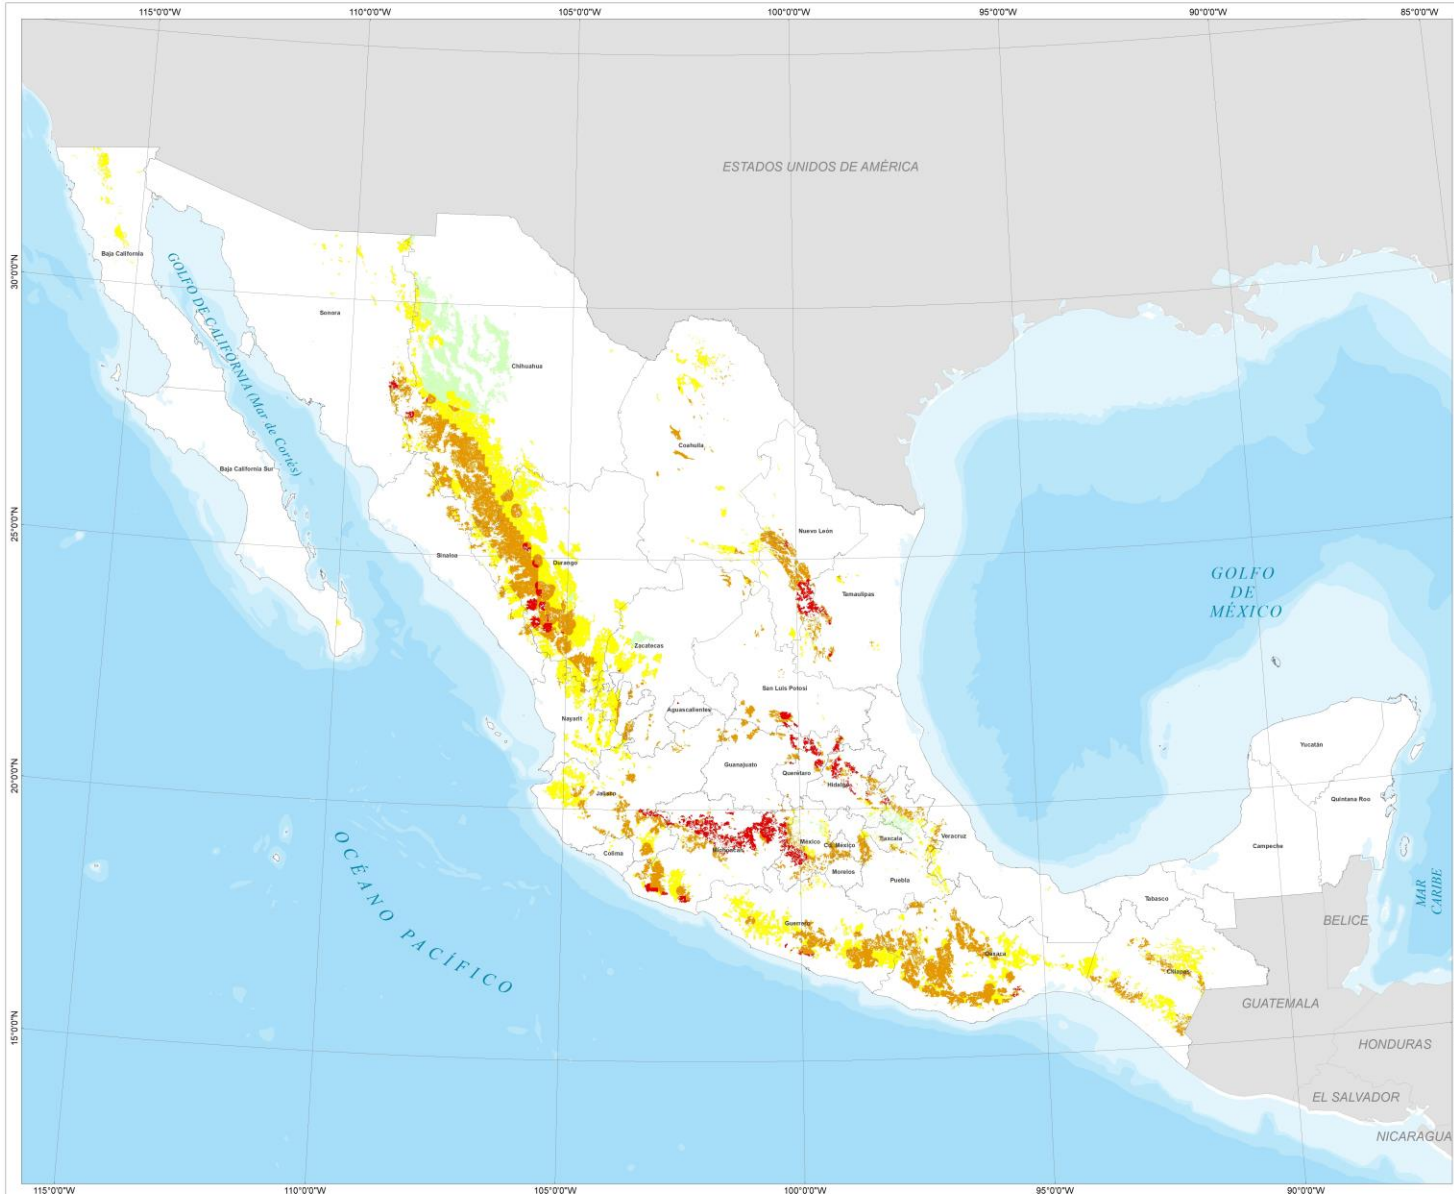 115°0'0"W
110°0'0"W
105°0'0"W
100°0'0"W
95°0'0"W
90°0'0"W
85°0'0"W
ESTADOS UNIDOS DE AMÉRICA
Baja California
30°0'0"N
GOLFO DE CALIFORNIA (Mar de Cortés)
Sonora
Chihuahua
Coahuila
Baja California Sur
25°0'0"N
Nuevo León
Sinaloa
Durango
GOLFO
DE
MÉXICO
Tamaulipas
Zacatecas
San Luis Potosí
Aguascalientes
Nayarit
Yucatán
20°0'0"N
Guanajuato
Querétaro
Hidalgo
Jalisco
Quintana Roo
Colima
Michoacán
México
Cd. México
Tlaxcala
Veracruz
Campeche
Morelos
Puebla
OCÉANO PACÍFICO
MAR
CARIBE
Tabasco
BELICE
Guerrero
Oaxaca
Chiapas
GUATEMALA
15°0'0"N
HONDURAS
EL SALVADOR
NICARAGUA
115°0'0"W
110°0'0"W
105°0'0"W
100°0'0"W
95°0'0"W
90°0'0"W